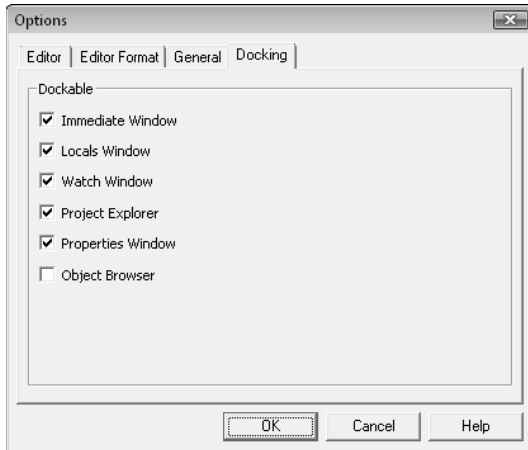 Options
Editor Editor Format General Docking
Dockable
Immediate Window
Locals Window
Watch Window
Project Explorer
Properties Window
Object Browser
OK Cancel Help